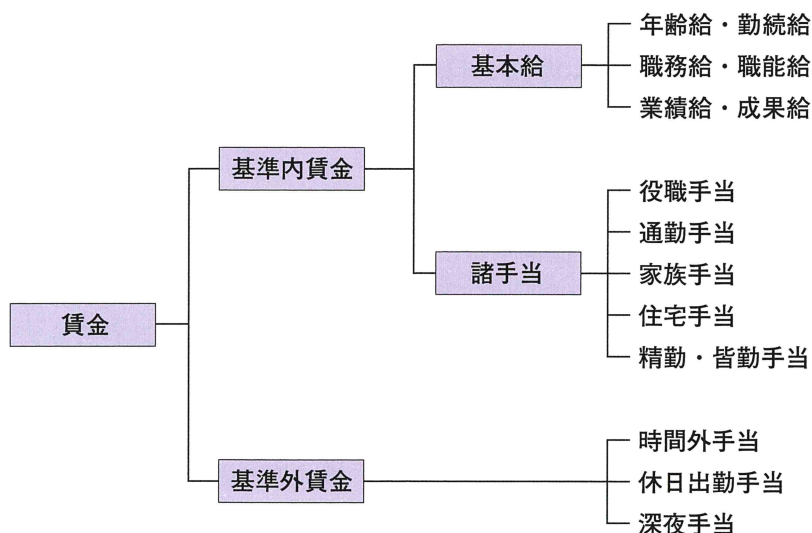 賃金
基準内賃金
基本給
年齢給・勤続給
職務給・職能給
業績給・成果給
諸手当
役職手当
通勤手当
家族手当
住宅手当
精勤・皆勤手当
基準外賃金
時間外手当
休日出勤手当
深夜手当